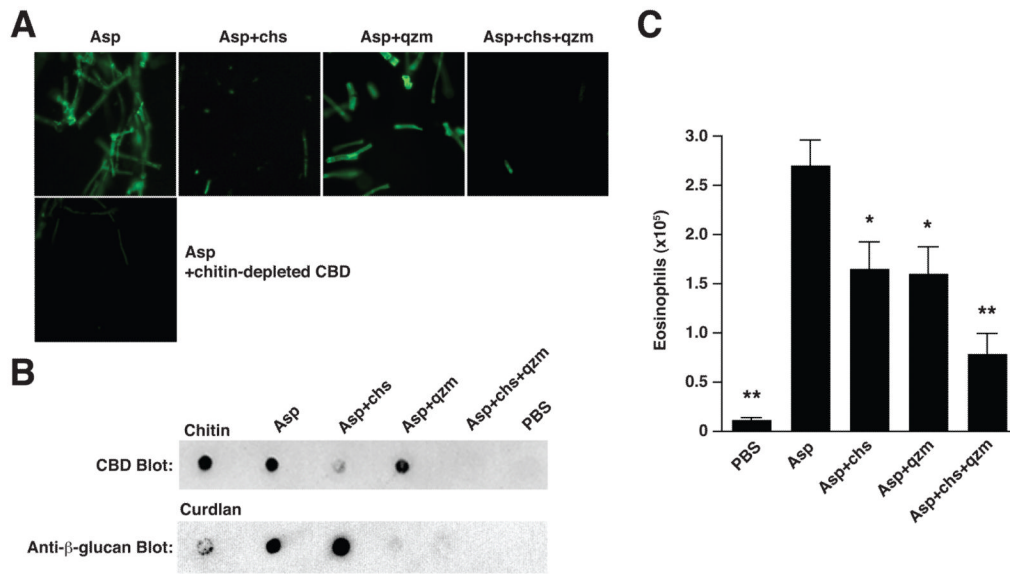 A
Asp
Asp+chs
Asp+qzm
Asp+chs+qzm
Asp
+chitin-depleted CBD
B
Chitin
Asp
Asp+chs
Asp+qzm
Asp+chs+qzm
PBS
CBD Blot:
Curdlan
Anti-β-glucan Blot:
C
Eosinophils (x10⁵)
3.0
2.5
2.0
1.5
1.0
0.5
0
**
*
*
**
PBS
Asp
Asp+chs
Asp+qzm
Asp+chs+qzm